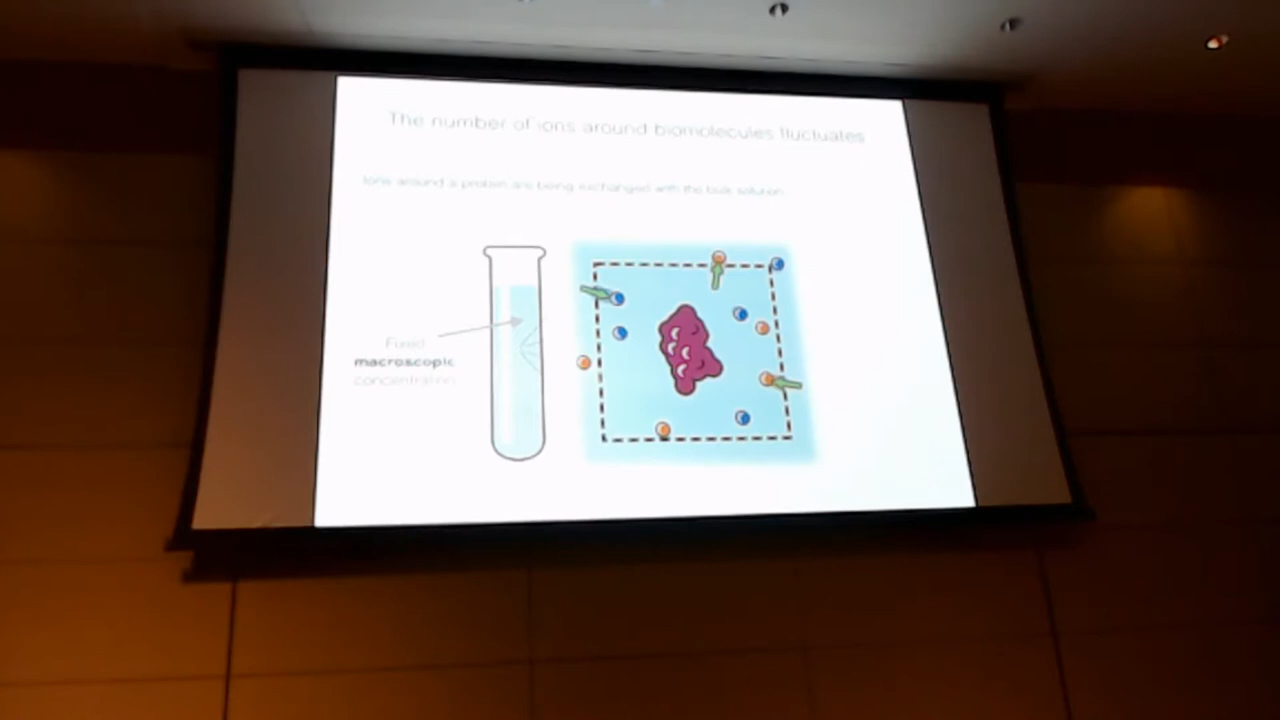 The number of ions around biomolecules fluctuates
Ions around a protein are being exchanged with the bulk solution
Fixed
macroscopic
concentration